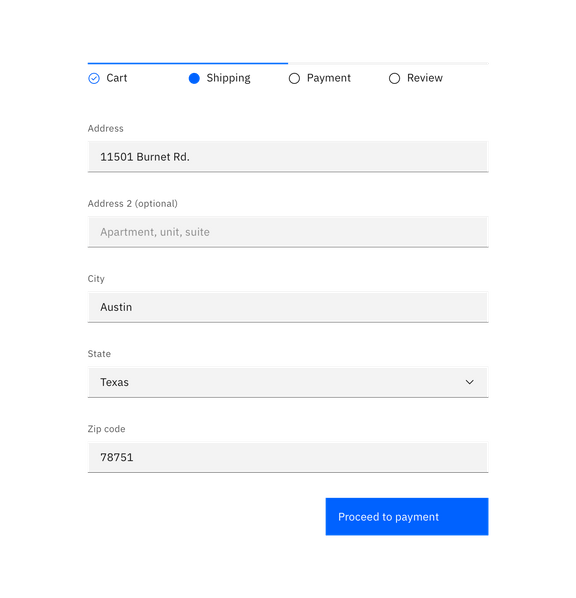 Cart Shipping Payment Review
Address
11501 Burnet Rd.
Address 2 (optional)
Apartment, unit, suite
City
Austin
State
Texas
Zip code
78751
Proceed to payment